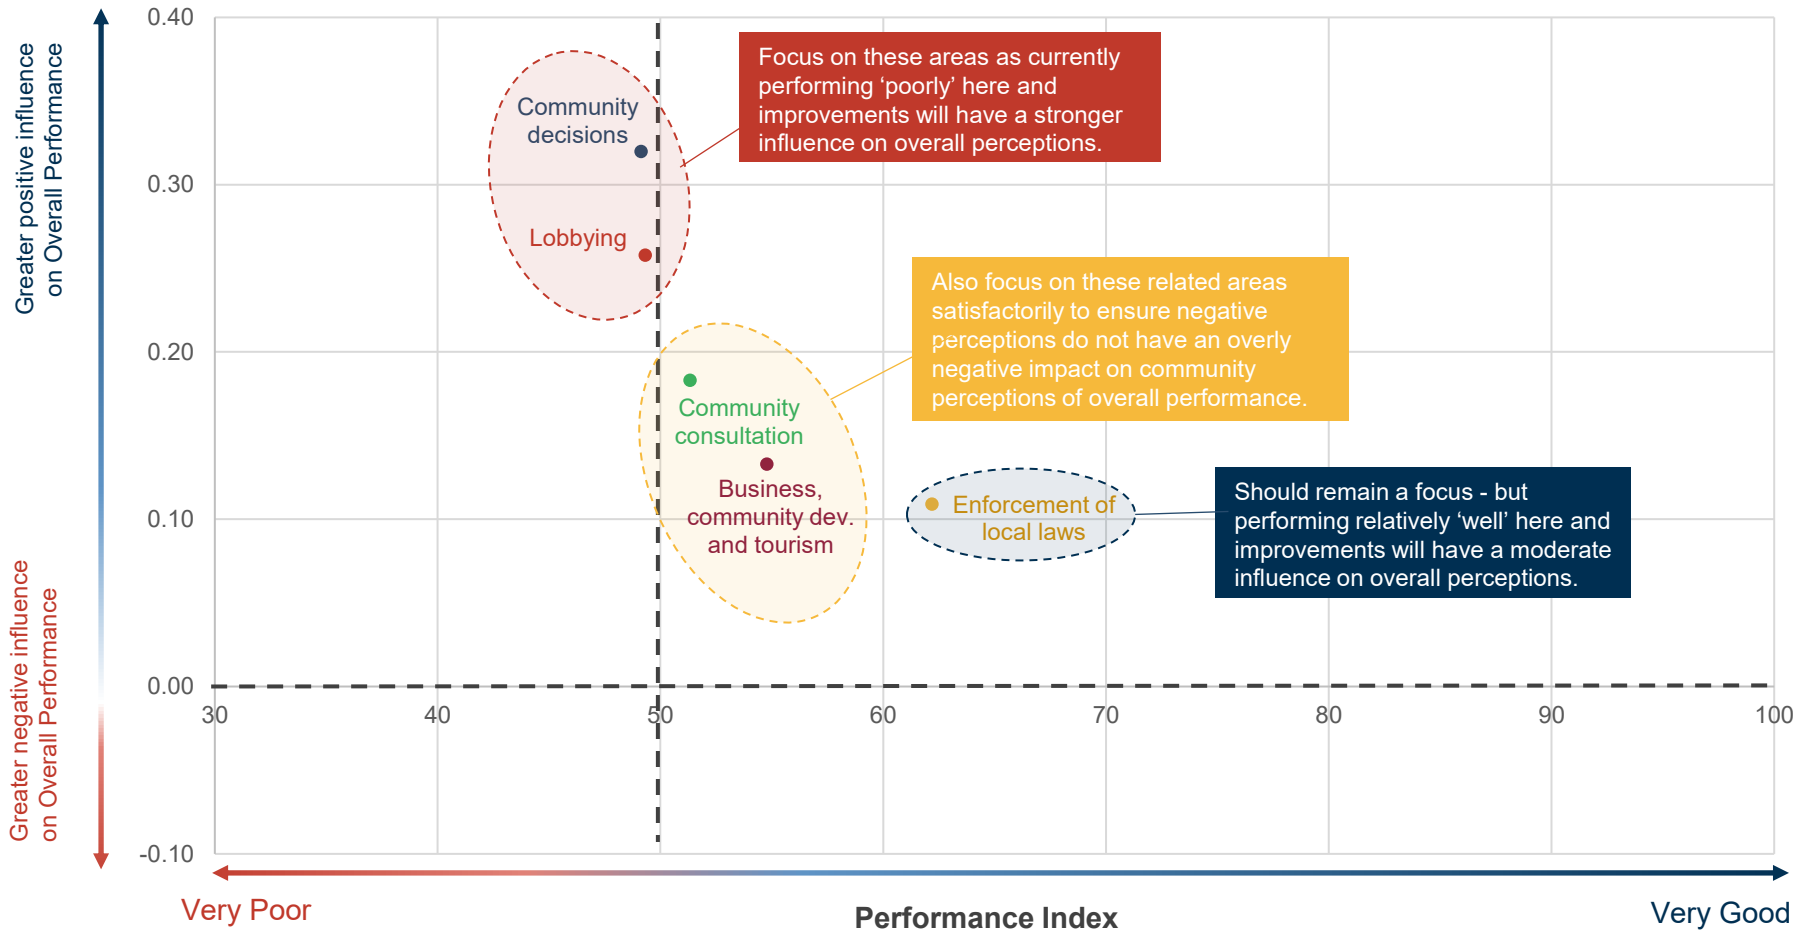 Greater positive influence
on Overall Performance
Greater negative influence
on Overall Performance
0.40
0.30
0.20
0.10
0.00
-0.10
30
40
50
60
70
80
90
100
Community
decisions
Lobbying
Community
consultation
Business,
community dev.
and tourism
Enforcement of
local laws
Focus on these areas as currently
performing ‘poorly’ here and
improvements will have a stronger
influence on overall perceptions.
Also focus on these related areas
satisfactorily to ensure negative
perceptions do not have an overly
negative impact on community
perceptions of overall performance.
Should remain a focus - but
performing relatively ‘well’ here and
improvements will have a moderate
influence on overall perceptions.
Very Poor
Performance Index
Very Good